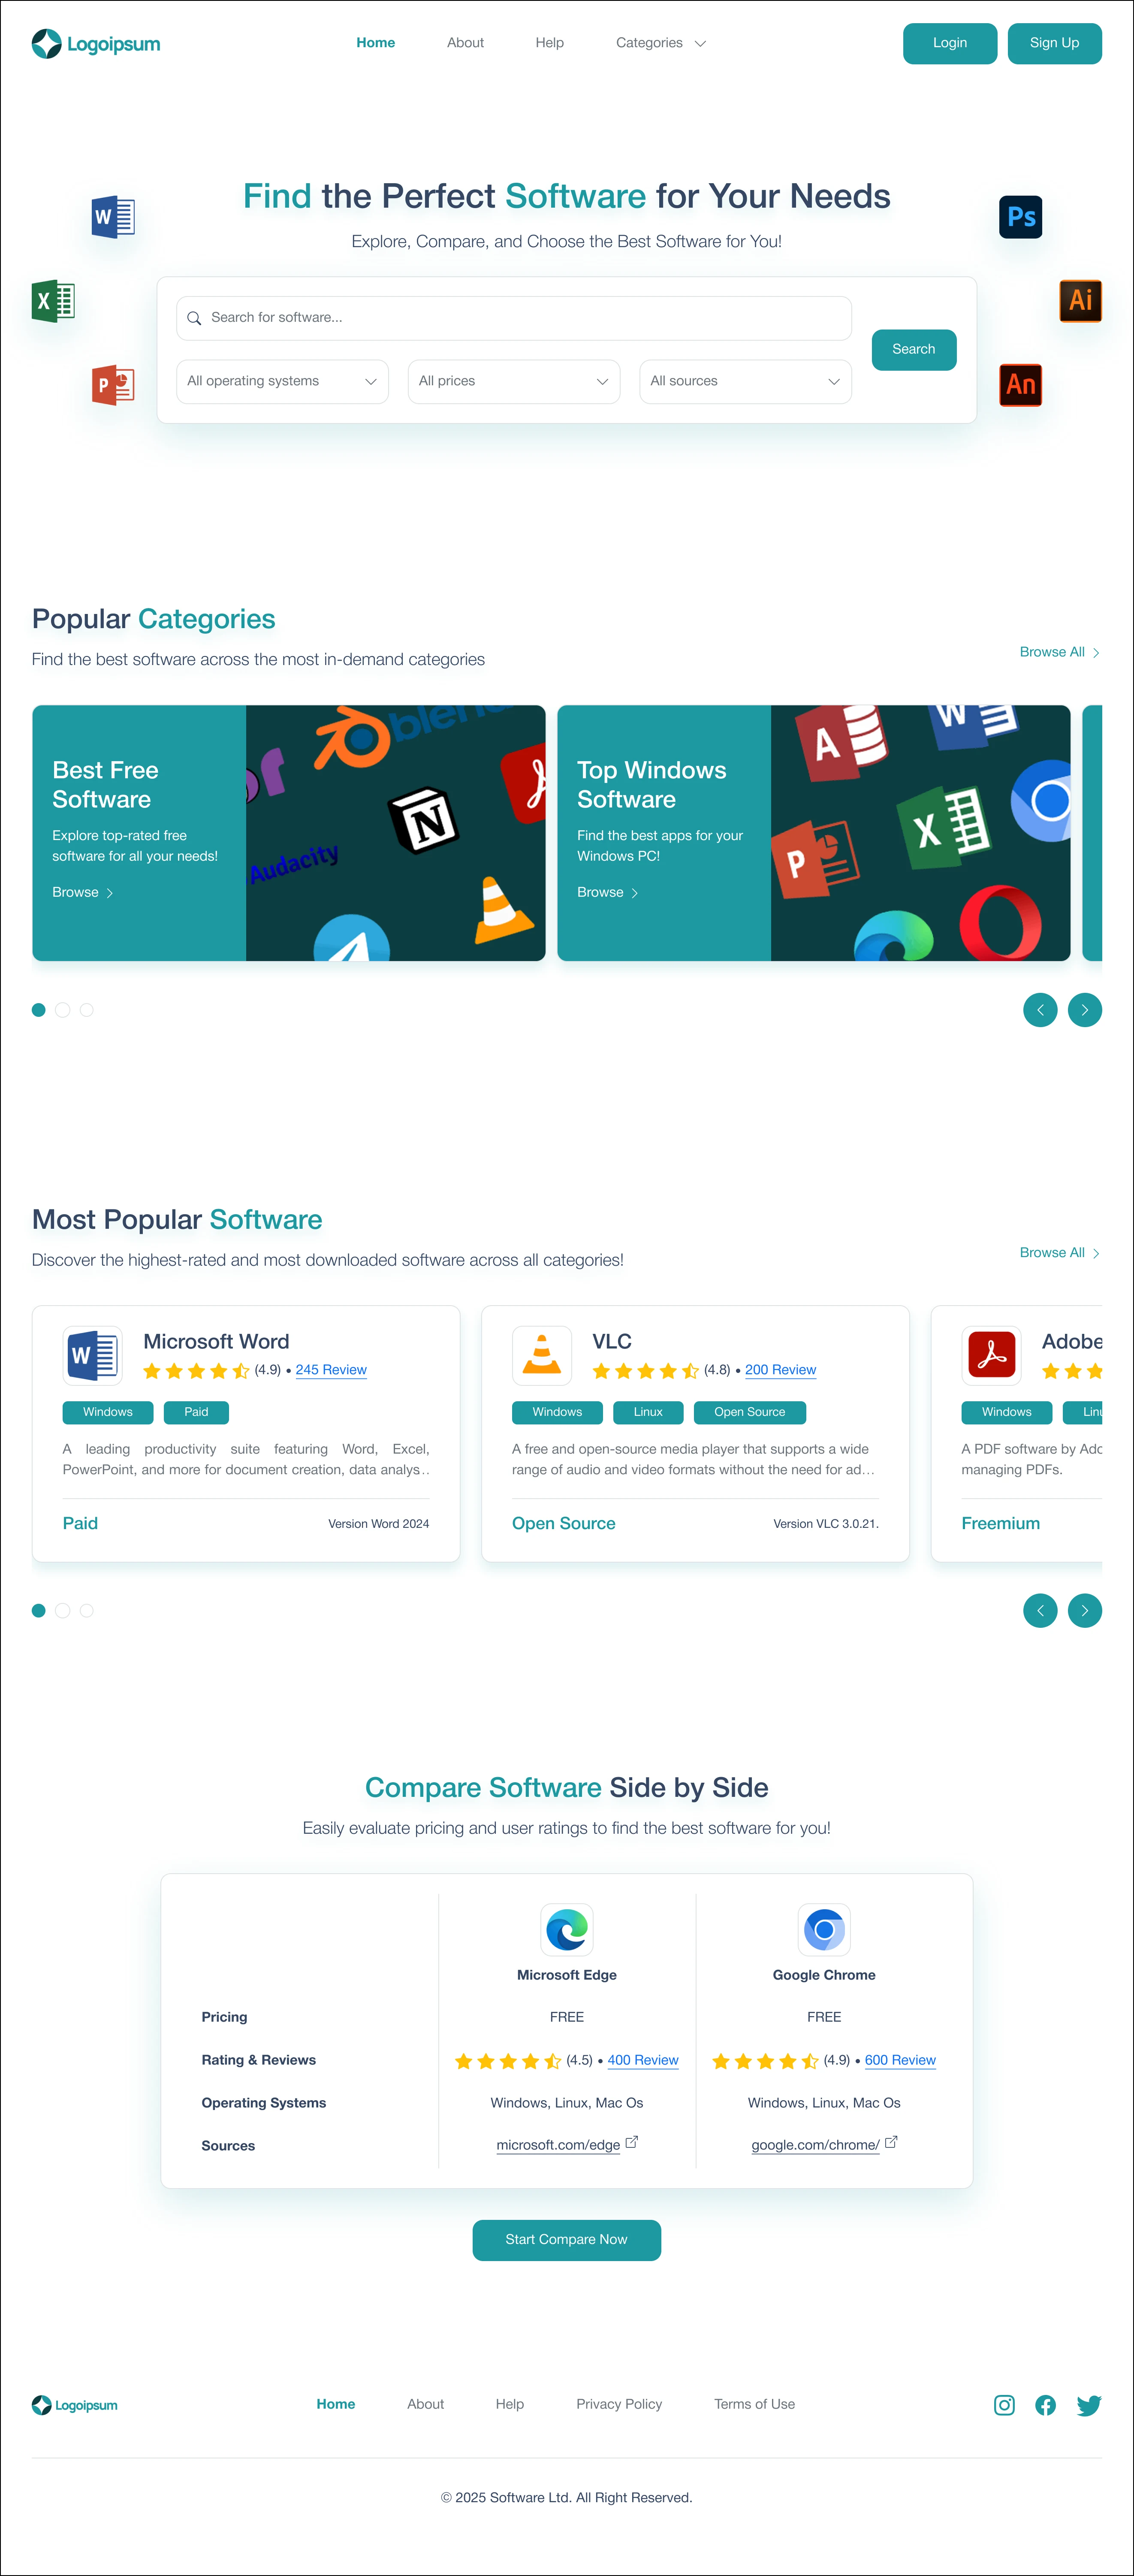 Logoipsum
Home About Help Categories
Login Sign Up
Find the Perfect Software for Your Needs
Explore, Compare, and Choose the Best Software for You!
W
Ps
X
Ai
P
An
Search for software...
Search
All operating systems All prices All sources
Popular Categories
Find the best software across the most in-demand categories
Browse All
Best Free
Software
Explore top-rated free
software for all your needs!
Browse
N
Audacity
Top Windows
Software
Find the best apps for your
Windows PC!
Browse
A
W
X
P
Most Popular Software
Discover the highest-rated and most downloaded software across all categories!
Browse All
W
Microsoft Word
(4.9) • 245 Review
Windows Paid
A leading productivity suite featuring Word, Excel,
PowerPoint, and more for document creation, data analys...
Paid Version Word 2024
VLC
(4.8) • 200 Review
Windows Linux Open Source
A free and open-source media player that supports a wide
range of audio and video formats without the need for ad...
Open Source Version VLC 3.0.21.
Adobe
Windows
A PDF software by
managing PDFs.
Freemium
Compare Software Side by Side
Easily evaluate pricing and user ratings to find the best software for you!
Microsoft Edge Google Chrome
Pricing FREE FREE
Rating & Reviews (4.5) • 400 Review (4.9) • 600 Review
Operating Systems Windows, Linux, Mac Os Windows, Linux, Mac Os
Sources microsoft.com/edge google.com/chrome/
Start Compare Now
Logoipsum
Home About Help Privacy Policy Terms of Use
© 2025 Software Ltd. All Right Reserved.